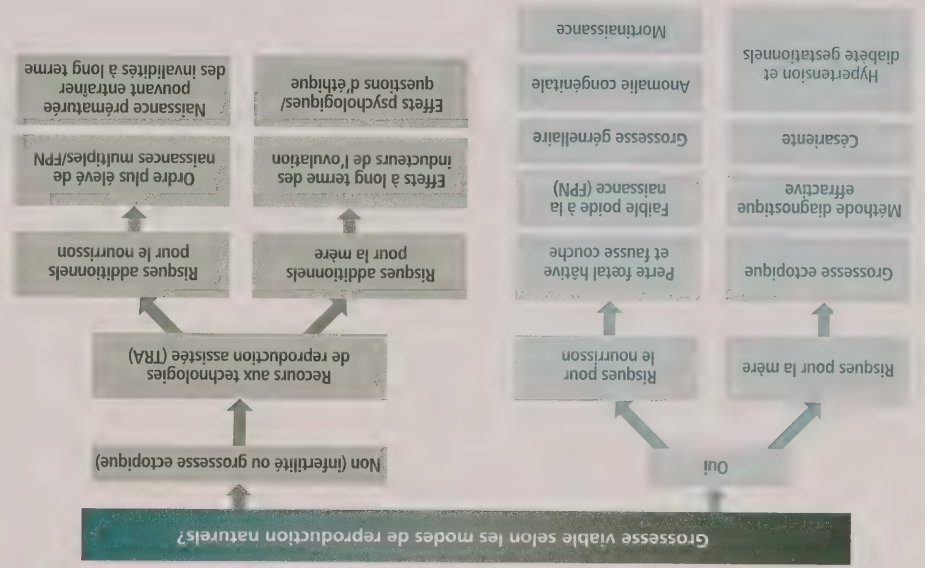 Grossesse viable selon les modes de reproduction naturels?
Oui
Risques pour la mère
Grossesse ectopique
Méthode diagnostique
effractive
Césariente
Hypertension et
diabète gestationnels
Risques pour
le nourrisson
Perte fœtal hâtive
et fausse couche
Faible poide à la
naissance (FPN)
Grossesse gémellaire
Anomalie congénitale
Mortinaissance
Non (infertilité ou grossesse ectopique)
Recours aux technologies
de reproduction assistée (TRA)
Risques additionnels
pour la mère
Effets à long terme des
inducteurs de l'ovulation
Effets psychologiques/
questions d'éthique
Risques additionnels
pour le nourrisson
Ordre plus élevé de
naissances multiples/FPN
Naissance prématurée
pouvant entraîner
des invalidités à long terme